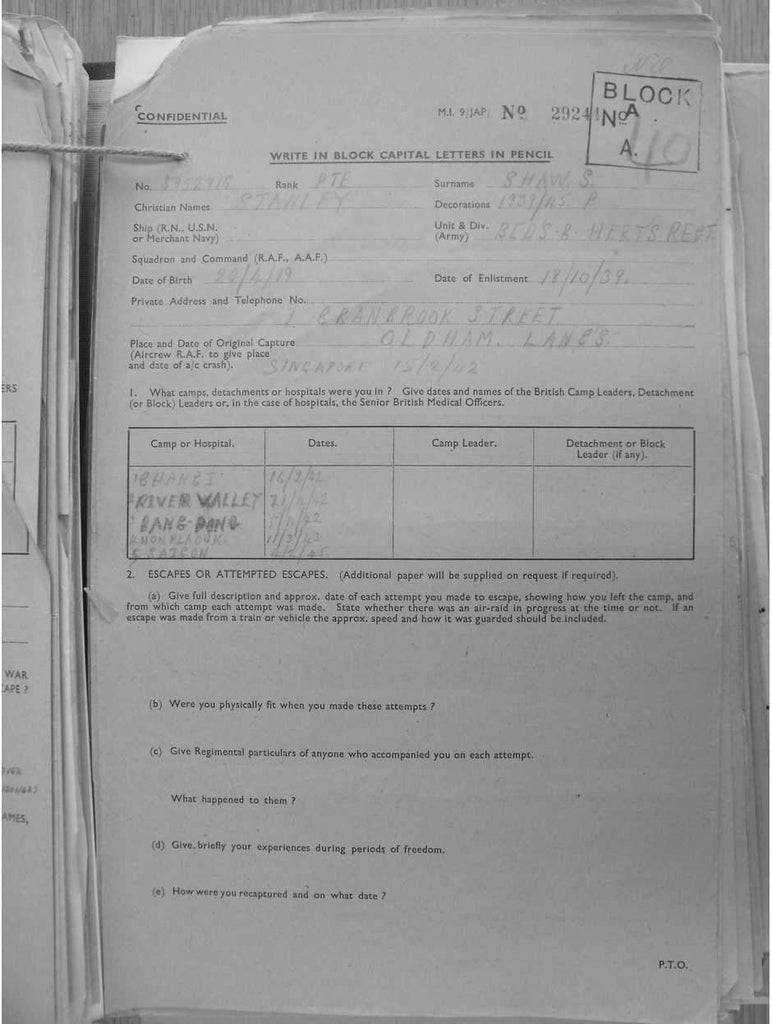 CONFIDENTIAL
M.I. 9/JAP/ No 29241
BLOCK
No A
A.
WRITE IN BLOCK CAPITAL LETTERS IN PENCIL
No. Rank PTE Surname SHAW. S.
Christian Names STANLEY Decorations 1939/45
Ship (R.N., U.S.N.
or Merchant Navy)
Unit & Div.
(Army) BEDS & HERTS REGT
Squadron and Command (R.A.F., A.A.F.)
Date of Birth Date of Enlistment 18/10/39.
Private Address and Telephone No.
1 BRANBROOK STREET
OLDHAM. LANCS.
Place and Date of Original Capture
(Aircrew R.A.F. to give place
and date of a/c crash). SINGAPORE 15/2/42
1. What camps, detachments or hospitals were you in ? Give dates and names of the British Camp Leaders, Detachment
(or Block) Leaders or, in the case of hospitals, the Senior British Medical Officers.
Camp or Hospital. Dates. Camp Leader. Detachment or Block
Leader (if any).
RIVER VALLEY
BANG-PONG
4 NONPLADUK
5 SAIGON
2. ESCAPES OR ATTEMPTED ESCAPES. (Additional paper will be supplied on request if required).
(a) Give full description and approx. date of each attempt you made to escape, showing how you left the camp, and
from which camp each attempt was made. State whether there was an air-raid in progress at the time or not. If an
escape was made from a train or vehicle the approx. speed and how it was guarded should be included.
(b) Were you physically fit when you made these attempts ?
(c) Give Regimental particulars of anyone who accompanied you on each attempt.
What happened to them ?
(d) Give briefly your experiences during periods of freedom.
(e) How were you recaptured and on what date ?
P.T.O.
ERS
WAR
APE ?
AMES,